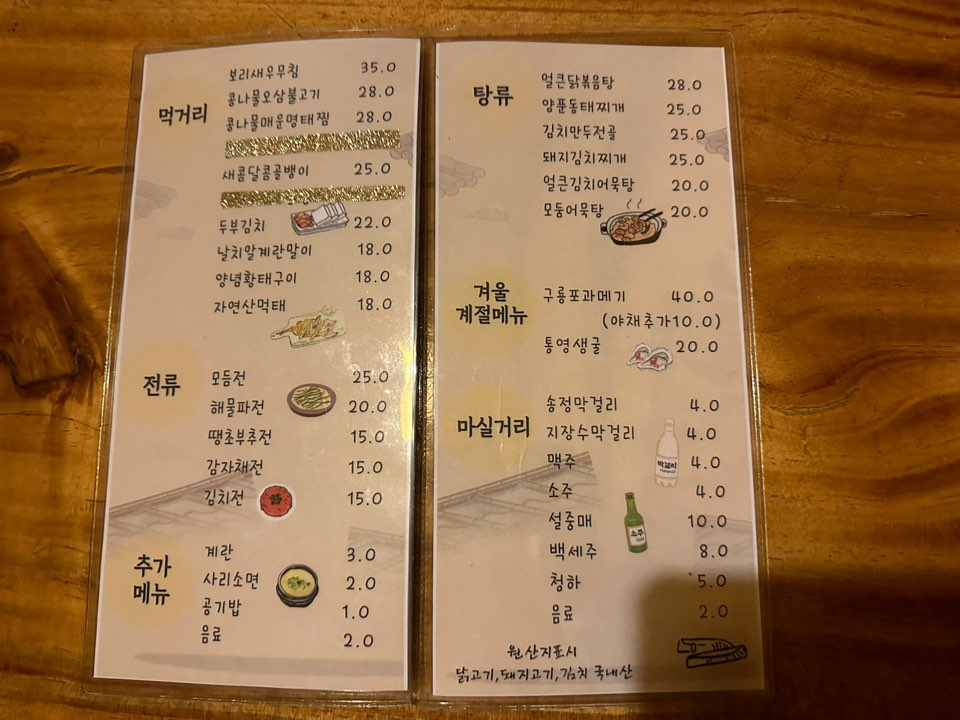 먹거리
보리새우무침 35.0
콩나물오삼불고기 28.0
콩나물매운명태찜 28.0
새콤달콤골뱅이 25.0
두부김치 22.0
날치알계란말이 18.0
양념황태구이 18.0
자연산먹태 18.0
전류
모듬전 25.0
해물파전 20.0
땡초부추전 15.0
감자채전 15.0
김치전 15.0
추가
메뉴
계란 3.0
사리소면 2.0
공기밥 1.0
음료 2.0
탕류
얼큰닭볶음탕 28.0
양푼동태찌개 25.0
김치만두전골 25.0
돼지김치찌개 25.0
얼큰김치어묵탕 20.0
모둠어묵탕 20.0
겨울
계절메뉴
구룡포과메기 40.0
(야채추가10.0)
통영생굴 20.0
마실거리
송정막걸리 4.0
지장수막걸리 4.0
맥주 4.0
소주 4.0
설중매 10.0
백세주 8.0
청하 5.0
음료 2.0
막걸리
소주
원산지표시
닭고기,돼지고기,김치 국내산